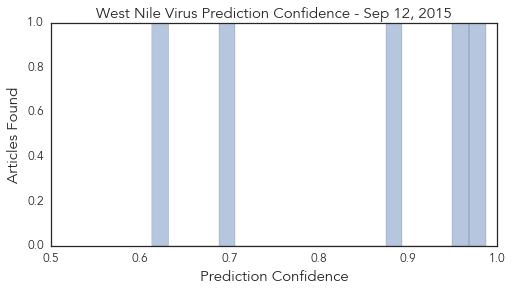 West Nile Virus Prediction Confidence - Sep 12, 2015
1.0
0.8
0.6
0.4
0.2
0.0
Articles Found
0.5 0.6 0.7 0.8 0.9 1.0
Prediction Confidence